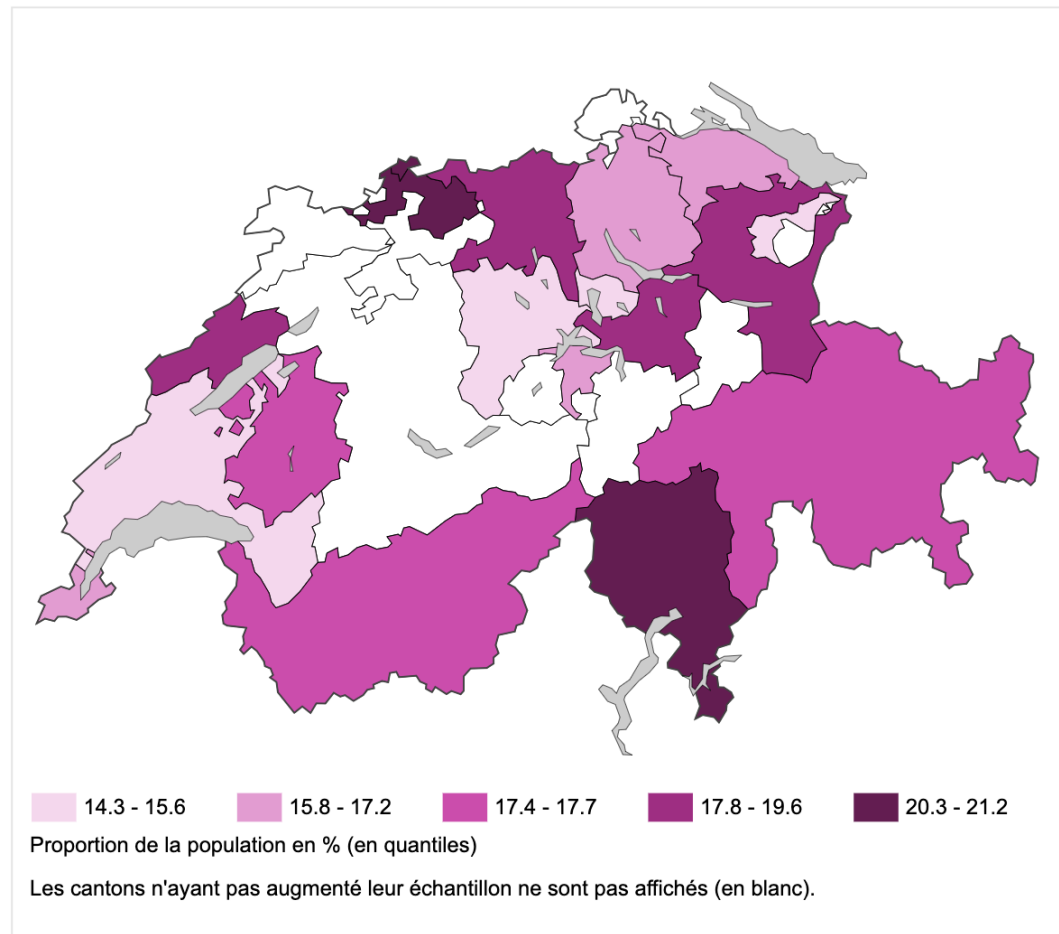 14.3 - 15.6 15.8 - 17.2 17.4 - 17.7 17.8 - 19.6 20.3 - 21.2
Proportion de la population en % (en quantiles)
Les cantons n'ayant pas augmenté leur échantillon ne sont pas affichés (en blanc).